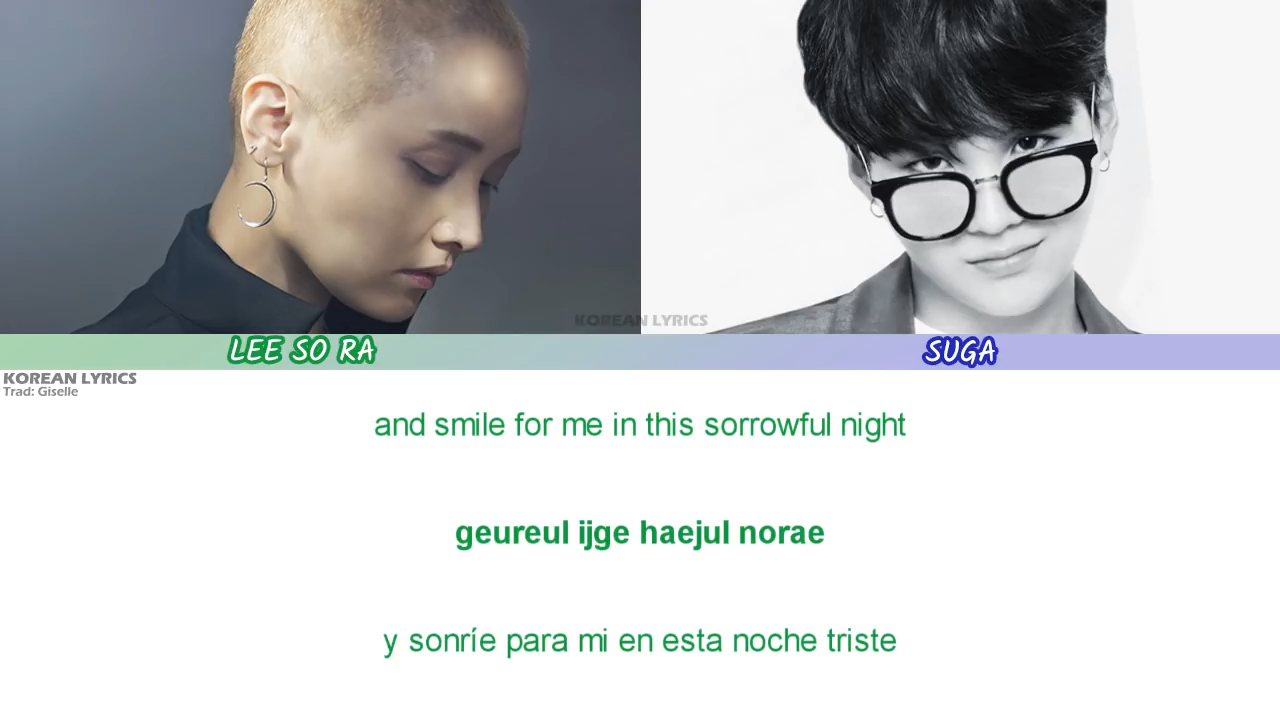 KOREAN LYRICS
LEE SO RA
SUGA
KOREAN LYRICS
Trad: Giselle
and smile for me in this sorrowful night
geureul ijge haejul norae
y sonríe para mi en esta noche triste